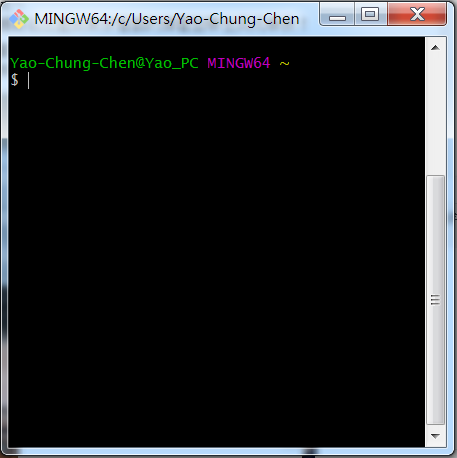 MINGW64:/c/Users/Yao-Chung-Chen
Yao-Chung-Chen@Yao_PC MINGW64 ~
$